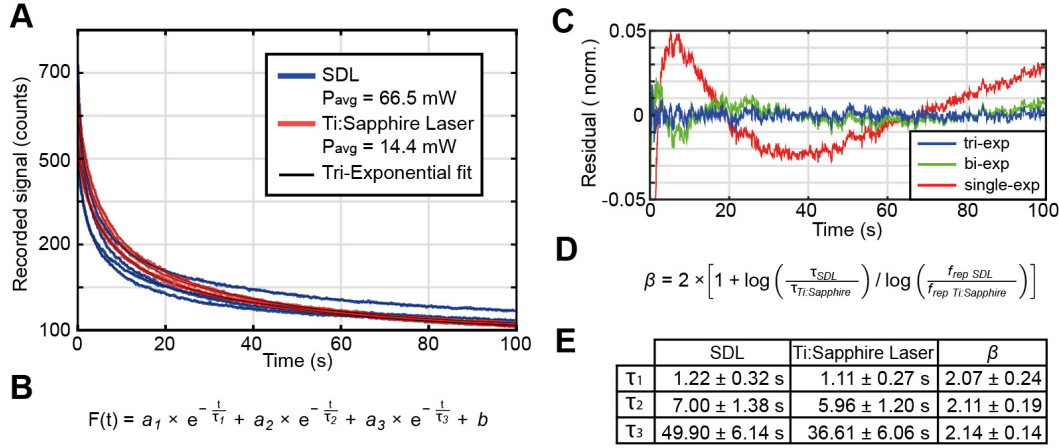 A
Recorded signal (counts)
700
500
200
100
0
20
40
60
80
100
Time (s)
SDL
Pavg = 66.5 mW
Ti:Sapphire Laser
Pavg = 14.4 mW
Tri-Exponential fit
B
F(t) = a1 × e^(- t/τ1) + a2 × e^(- t/τ2) + a3 × e^(- t/τ3) + b
C
Residual ( norm.)
0.05
0
-0.05
0
20
40
60
80
100
Time (s)
tri-exp
bi-exp
single-exp
D
β = 2 × [1 + log (τSDL / τTi:Sapphire) / log (frep SDL / frep Ti:Sapphire)]
E
SDL Ti:Sapphire Laser β
τ1 1.22 ± 0.32 s 1.11 ± 0.27 s 2.07 ± 0.24
τ2 7.00 ± 1.38 s 5.96 ± 1.20 s 2.11 ± 0.19
τ3 49.90 ± 6.14 s 36.61 ± 6.06 s 2.14 ± 0.14